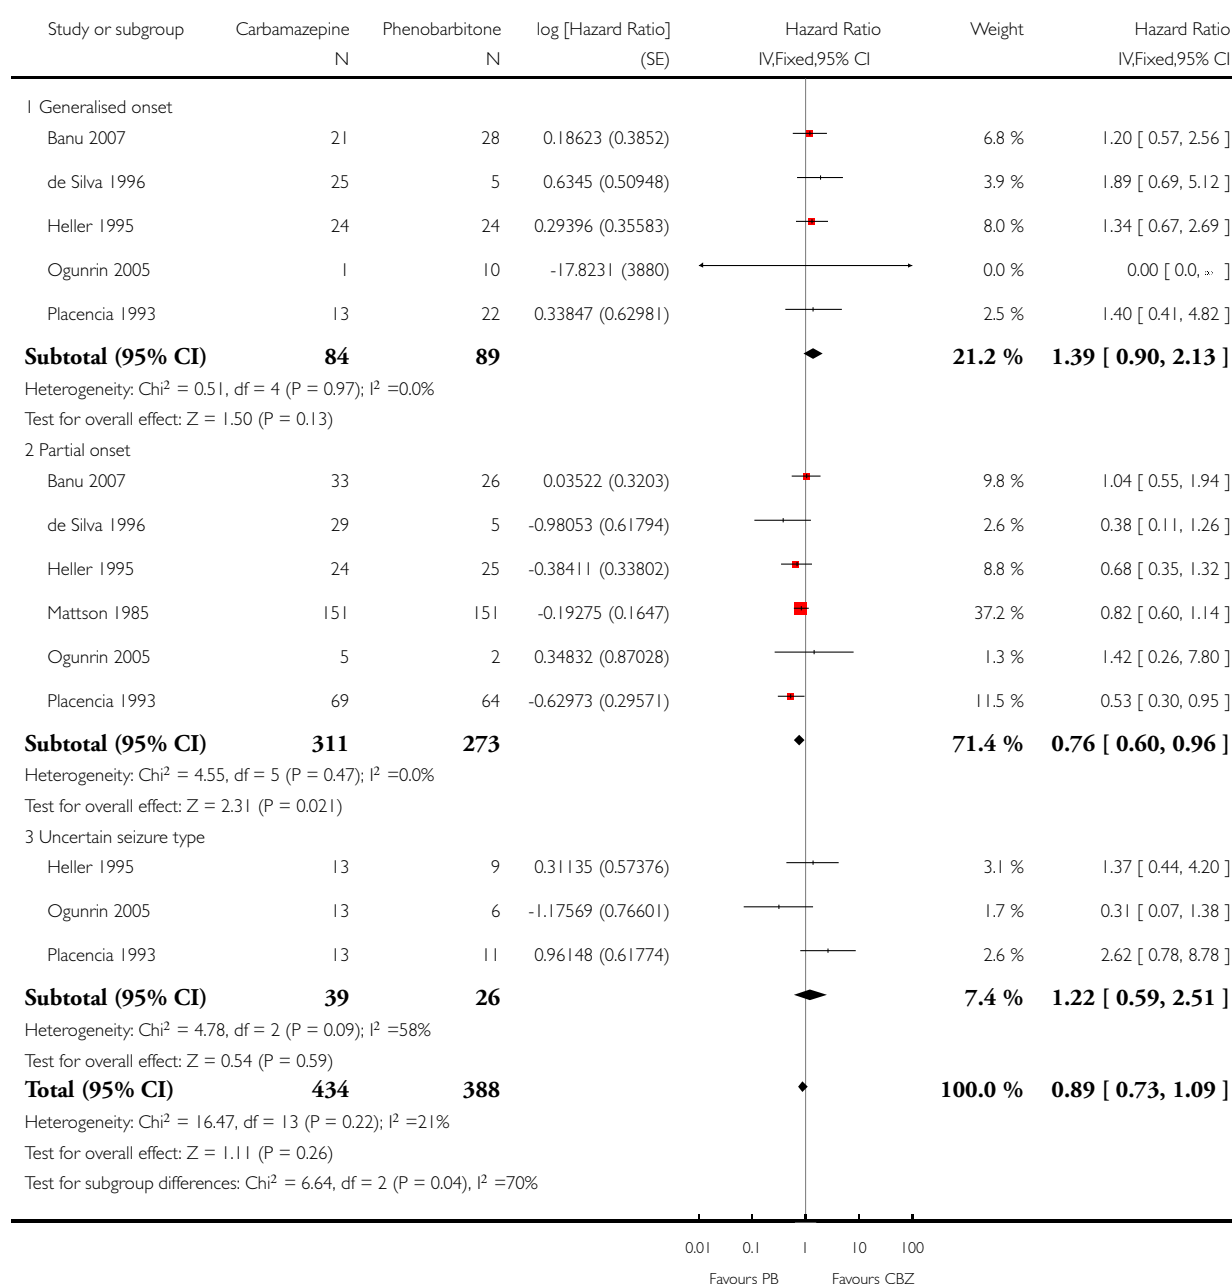 Study or subgroup Carbamazepine Phenobarbitone log [Hazard Ratio] Hazard Ratio Weight Hazard Ratio
N N (SE) IV,Fixed,95% CI IV,Fixed,95% CI
1 Generalised onset
Banu 2007 21 28 0.18623 (0.3852) 6.8 % 1.20 [ 0.57, 2.56 ]
de Silva 1996 25 5 0.6345 (0.50948) 3.9 % 1.89 [ 0.69, 5.12 ]
Heller 1995 24 24 0.29396 (0.35583) 8.0 % 1.34 [ 0.67, 2.69 ]
Ogunrin 2005 1 10 -17.8231 (3880) 0.0 % 0.00 [ 0.0, ∞ ]
Placencia 1993 13 22 0.33847 (0.62981) 2.5 % 1.40 [ 0.41, 4.82 ]
Subtotal (95% CI) 84 89 21.2 % 1.39 [ 0.90, 2.13 ]
Heterogeneity: Chi² = 0.51, df = 4 (P = 0.97); I² =0.0%
Test for overall effect: Z = 1.50 (P = 0.13)
2 Partial onset
Banu 2007 33 26 0.03522 (0.3203) 9.8 % 1.04 [ 0.55, 1.94 ]
de Silva 1996 29 5 -0.98053 (0.61794) 2.6 % 0.38 [ 0.11, 1.26 ]
Heller 1995 24 25 -0.38411 (0.33802) 8.8 % 0.68 [ 0.35, 1.32 ]
Mattson 1985 151 151 -0.19275 (0.1647) 37.2 % 0.82 [ 0.60, 1.14 ]
Ogunrin 2005 5 2 0.34832 (0.87028) 1.3 % 1.42 [ 0.26, 7.80 ]
Placencia 1993 69 64 -0.62973 (0.29571) 11.5 % 0.53 [ 0.30, 0.95 ]
Subtotal (95% CI) 311 273 71.4 % 0.76 [ 0.60, 0.96 ]
Heterogeneity: Chi² = 4.55, df = 5 (P = 0.47); I² =0.0%
Test for overall effect: Z = 2.31 (P = 0.021)
3 Uncertain seizure type
Heller 1995 13 9 0.31135 (0.57376) 3.1 % 1.37 [ 0.44, 4.20 ]
Ogunrin 2005 13 6 -1.17569 (0.76601) 1.7 % 0.31 [ 0.07, 1.38 ]
Placencia 1993 13 11 0.96148 (0.61774) 2.6 % 2.62 [ 0.78, 8.78 ]
Subtotal (95% CI) 39 26 7.4 % 1.22 [ 0.59, 2.51 ]
Heterogeneity: Chi² = 4.78, df = 2 (P = 0.09); I² =58%
Test for overall effect: Z = 0.54 (P = 0.59)
Total (95% CI) 434 388 100.0 % 0.89 [ 0.73, 1.09 ]
Heterogeneity: Chi² = 16.47, df = 13 (P = 0.22); I² =21%
Test for overall effect: Z = 1.11 (P = 0.26)
Test for subgroup differences: Chi² = 6.64, df = 2 (P = 0.04), I² =70%
0.01 0.1 1 10 100
Favours PB Favours CBZ